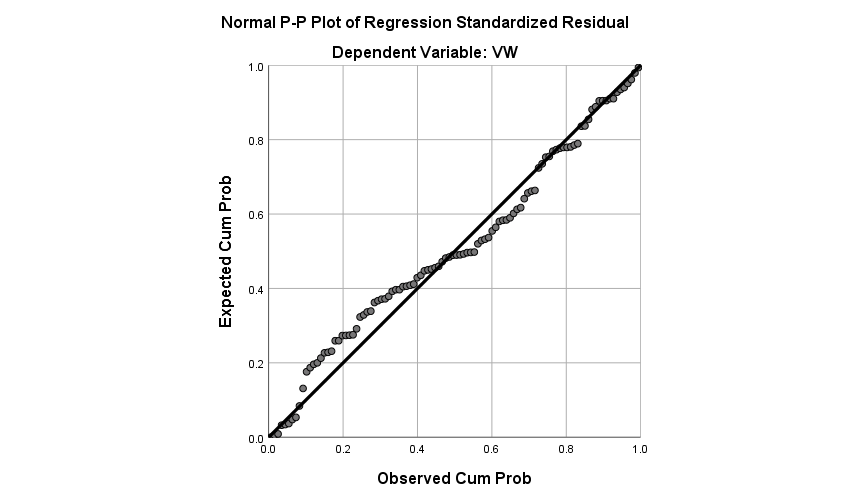 Normal P-P Plot of Regression Standardized Residual
Dependent Variable: VW
1.0
0.8
0.6
0.4
0.2
0.0
Expected Cum Prob
0.0 0.2 0.4 0.6 0.8 1.0
Observed Cum Prob